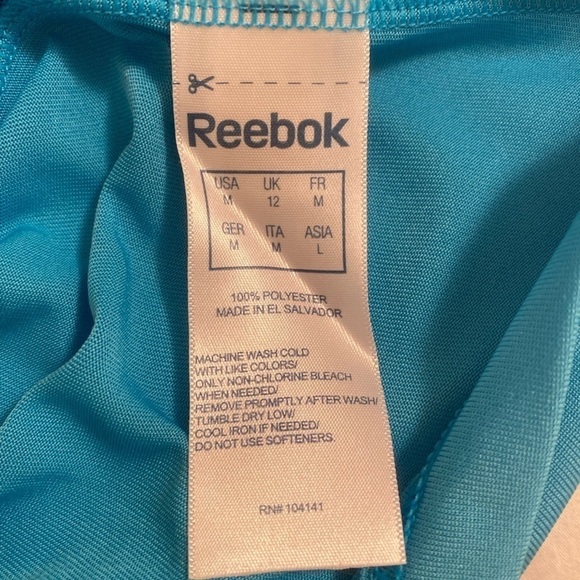 Reebok
USA UK FR
M 12 M
GER ITA ASIA
M M L
100% POLYESTER
MADE IN EL SALVADOR
MACHINE WASH COLD
WITH LIKE COLORS/
ONLY NON-CHLORINE BLEACH
WHEN NEEDED/
REMOVE PROMPTLY AFTER WASH/
TUMBLE DRY LOW/
COOL IRON IF NEEDED/
DO NOT USE SOFTENERS.
RN# 104141